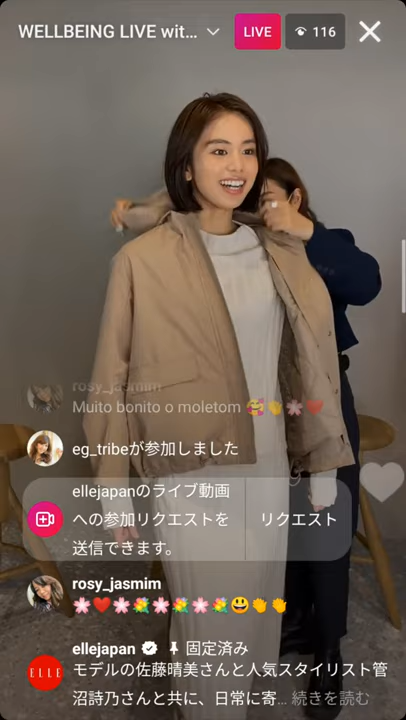 WELLBEING LIVE wit...
LIVE
116
rosy_jasmim
Muito bonito o moletom 🥰👏🌸❤️
eg_tribeが参加しました
ellejapanのライブ動画
への参加リクエストを
送信できます。
リクエスト
rosy_jasmim
🌸❤️🌸💐🌸💐🌸💐😃👏👏
ELLE
ellejapan 固定済み
モデルの佐藤晴美さんと人気スタイリスト管
沼詩乃さんと共に、日常に寄... 続きを読む